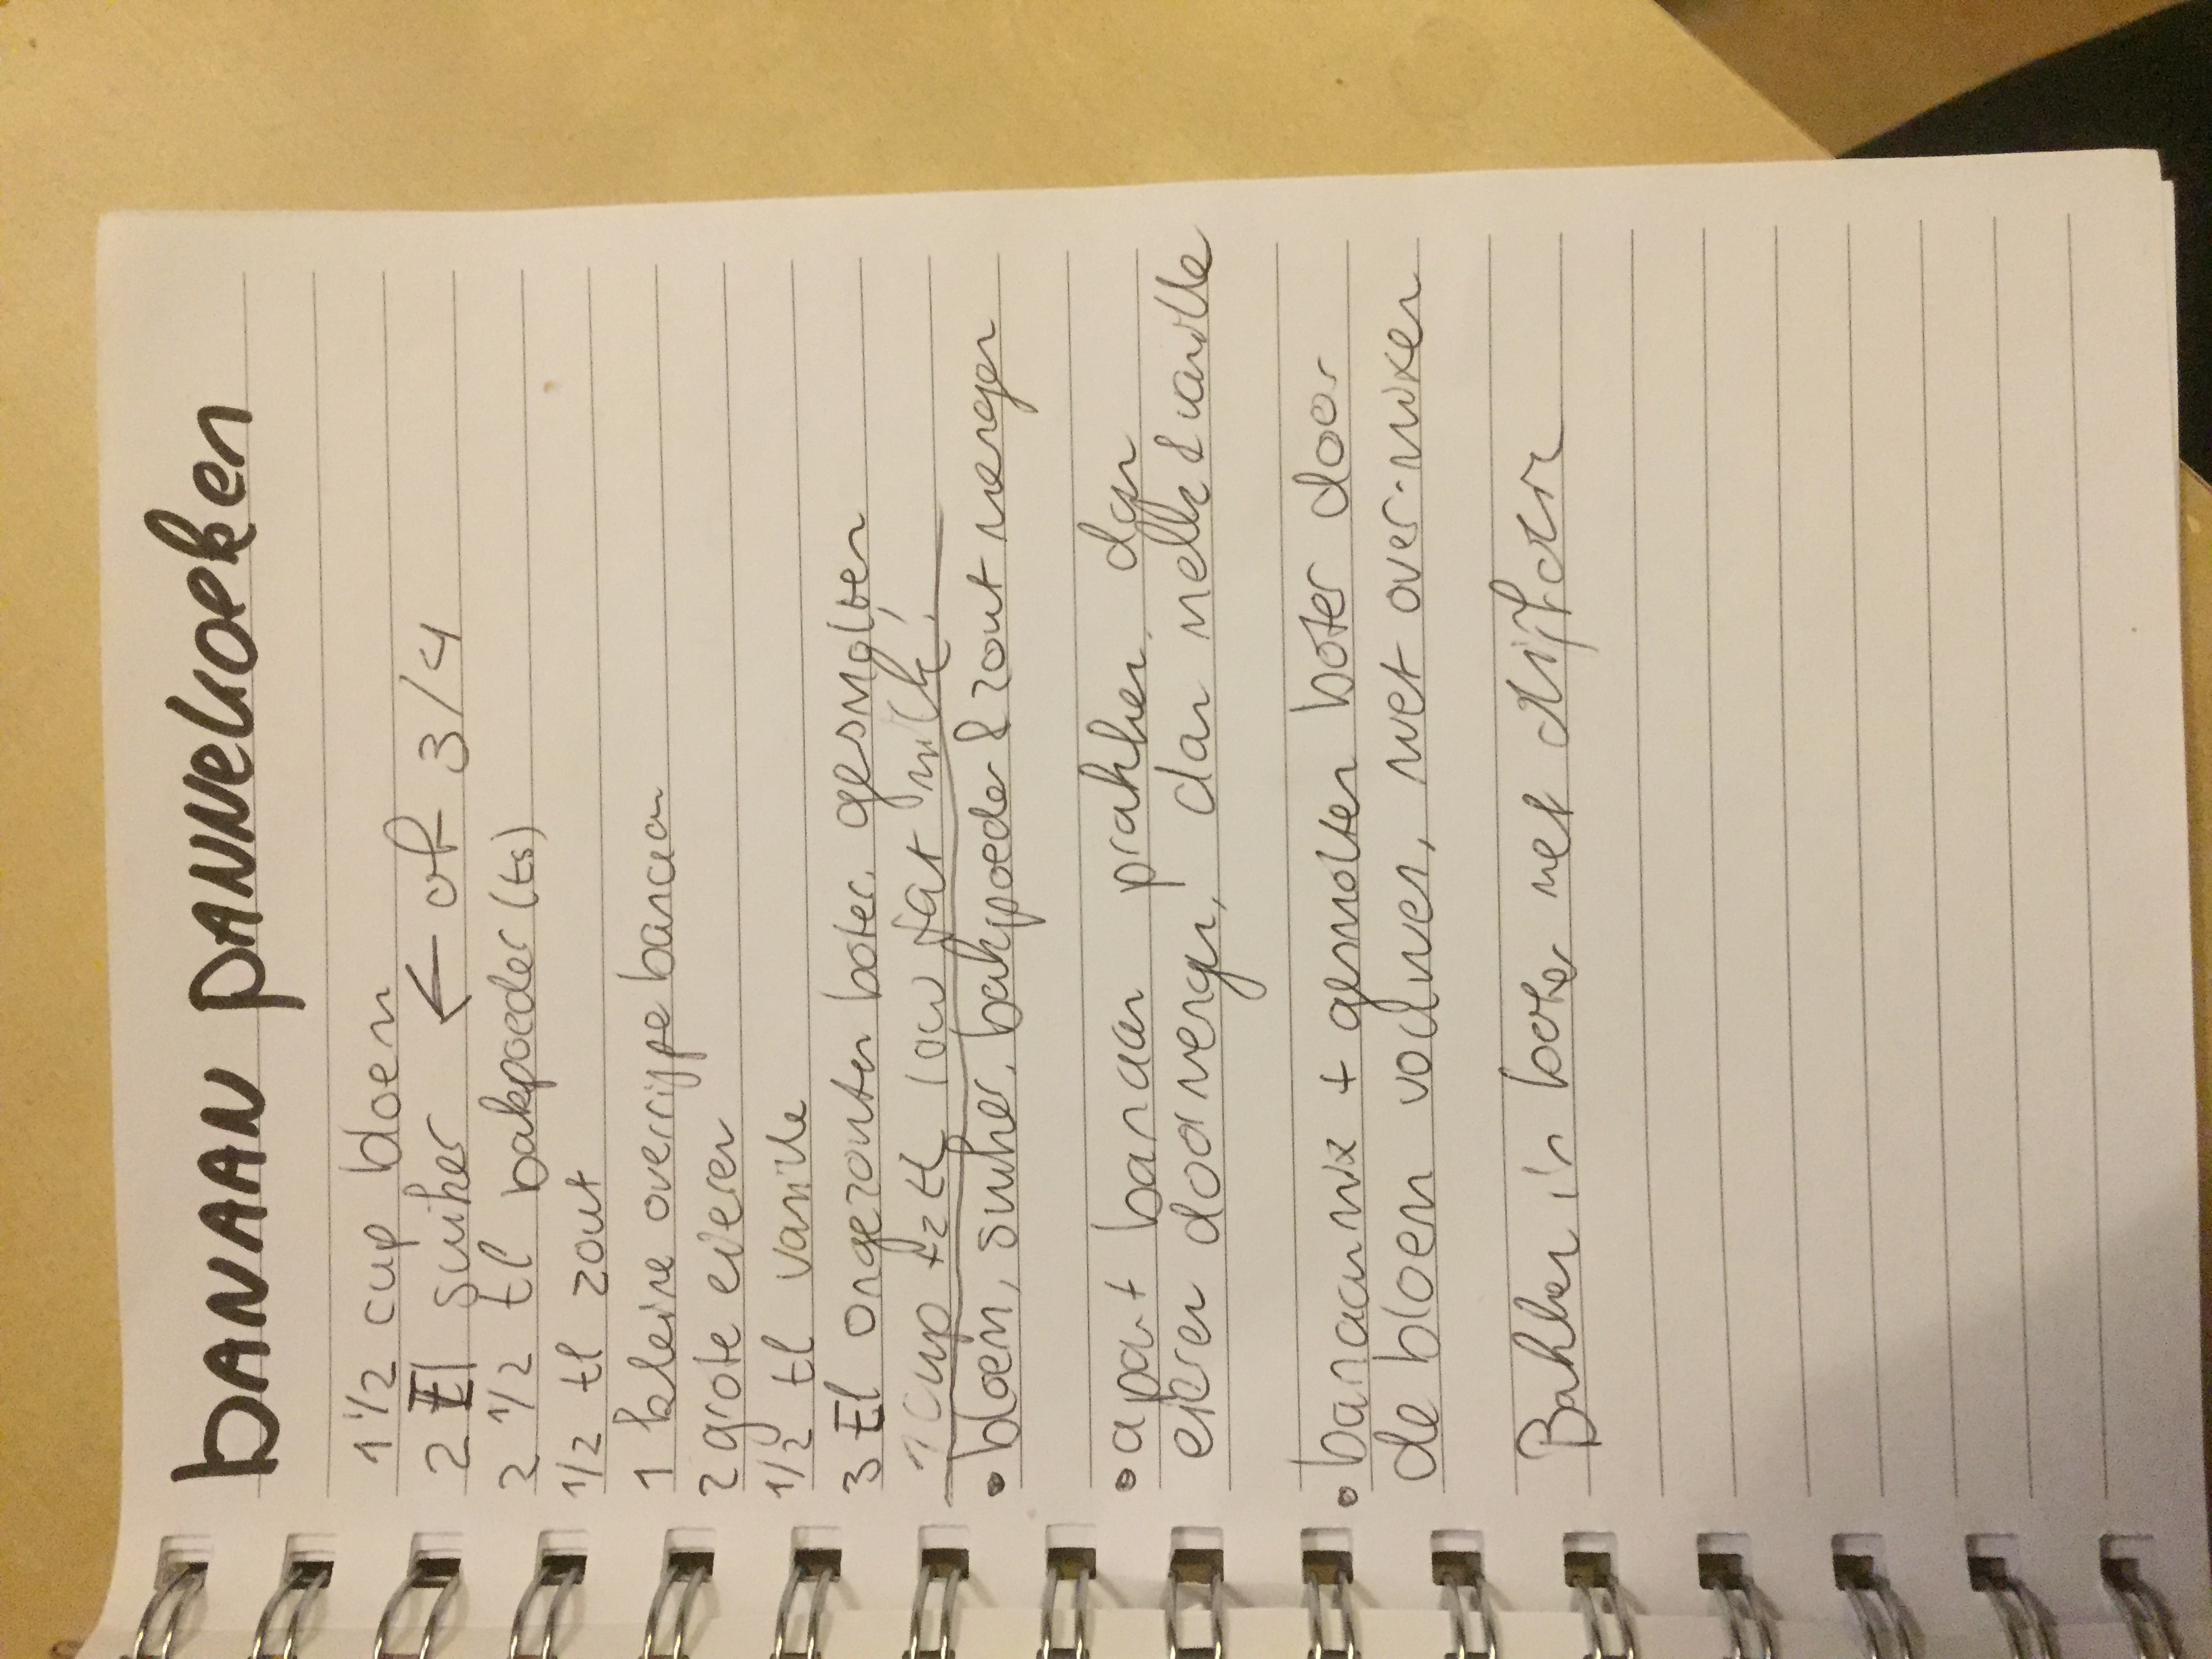 BANAAN PANNEKOEKEN
1 1/2 cup bloem
2 El suiker ← of 3/4
2 1/2 tl bakpoeder (ts)
1/2 tl zout
1 kleine overrijpe banaan
2 grote eieren
1/2 tl vanille
3 El ongezouten boter, gesmolten
1 cup +2 tl low fat milk!
• bloem, suiker, bakpoeder & zout mengen
• apart banaan prakken, dan
eieren doormengen, dan melk & vanille
• banaanmix + gesmolten boter door
de bloem vouwen, niet over-mixen
Bakken in boter met olijfolie